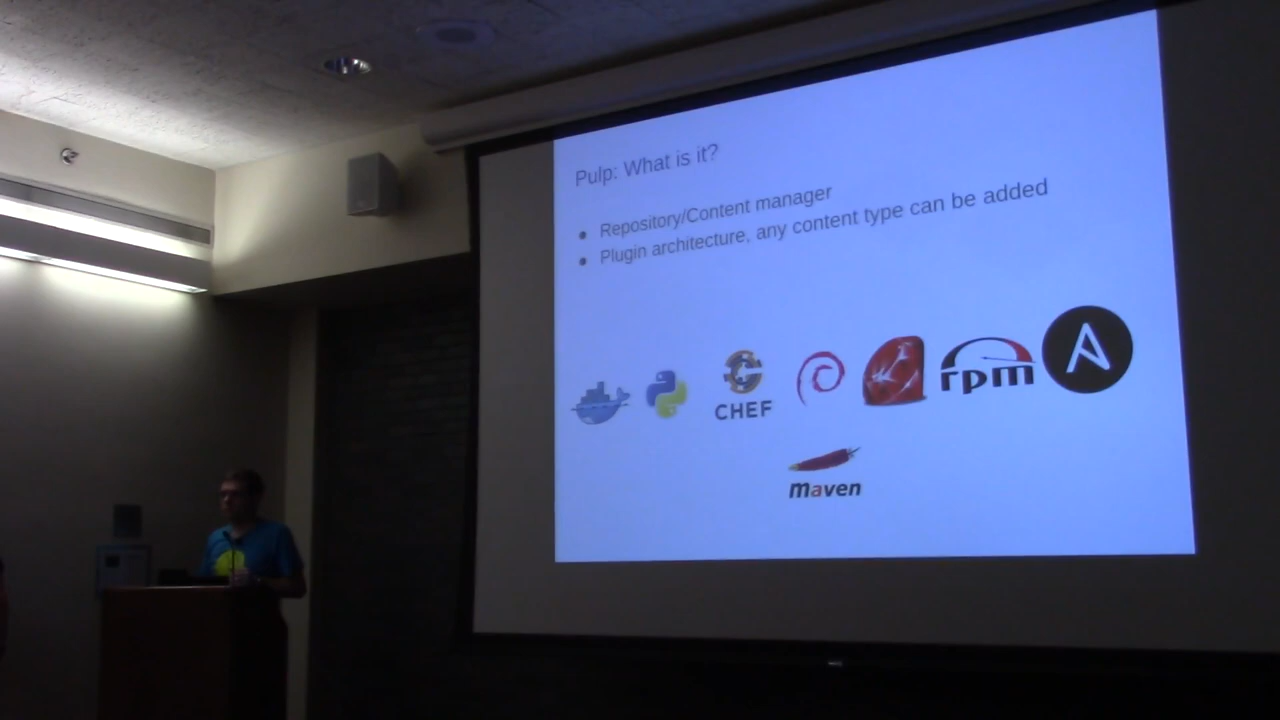 Pulp: What is it?
Repository/Content manager
Plugin architecture, any content type can be added
CHEF
rpm
maven